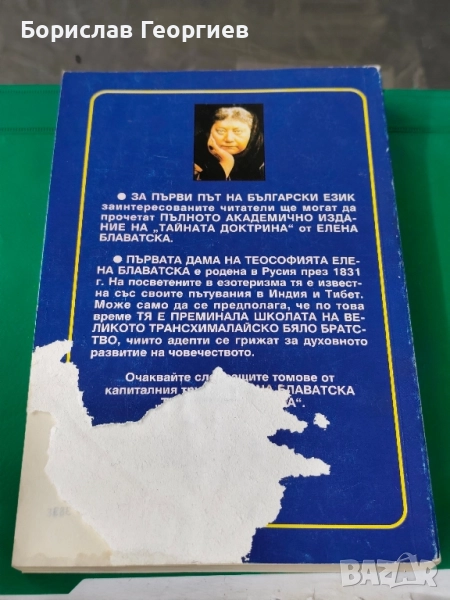 Борислав Георгиев
● ЗА ПЪРВИ ПЪТ НА БЪЛГАРСКИ ЕЗИК
заинтересованите читатели ще могат да
прочетат ПЪЛНОТО АКАДЕМИЧНО ИЗДА-
НИЕ НА „ТАЙНАТА ДОКТРИНА“ от ЕЛЕНА
БЛАВАТСКА.
● ПЪРВАТА ДАМА НА ТЕОСОФИЯТА ЕЛЕ-
НА БЛАВАТСКА е родена в Русия през 1831
г. На посветените в езотеризма тя е извест-
на със своите пътувания в Индия и Тибет.
Може само да се предполага, че по това
време ТЯ Е ПРЕМИНАЛА ШКОЛАТА НА ВЕ-
ЛИКОТО ТРАНСХИМАЛАЙСКО БЯЛО БРАТС-
ТВО, чиито адепти се грижат за духовното
развитие на човечеството.
Очаквайте томове от
капиталния БЛАВАТСКА
BAZAR